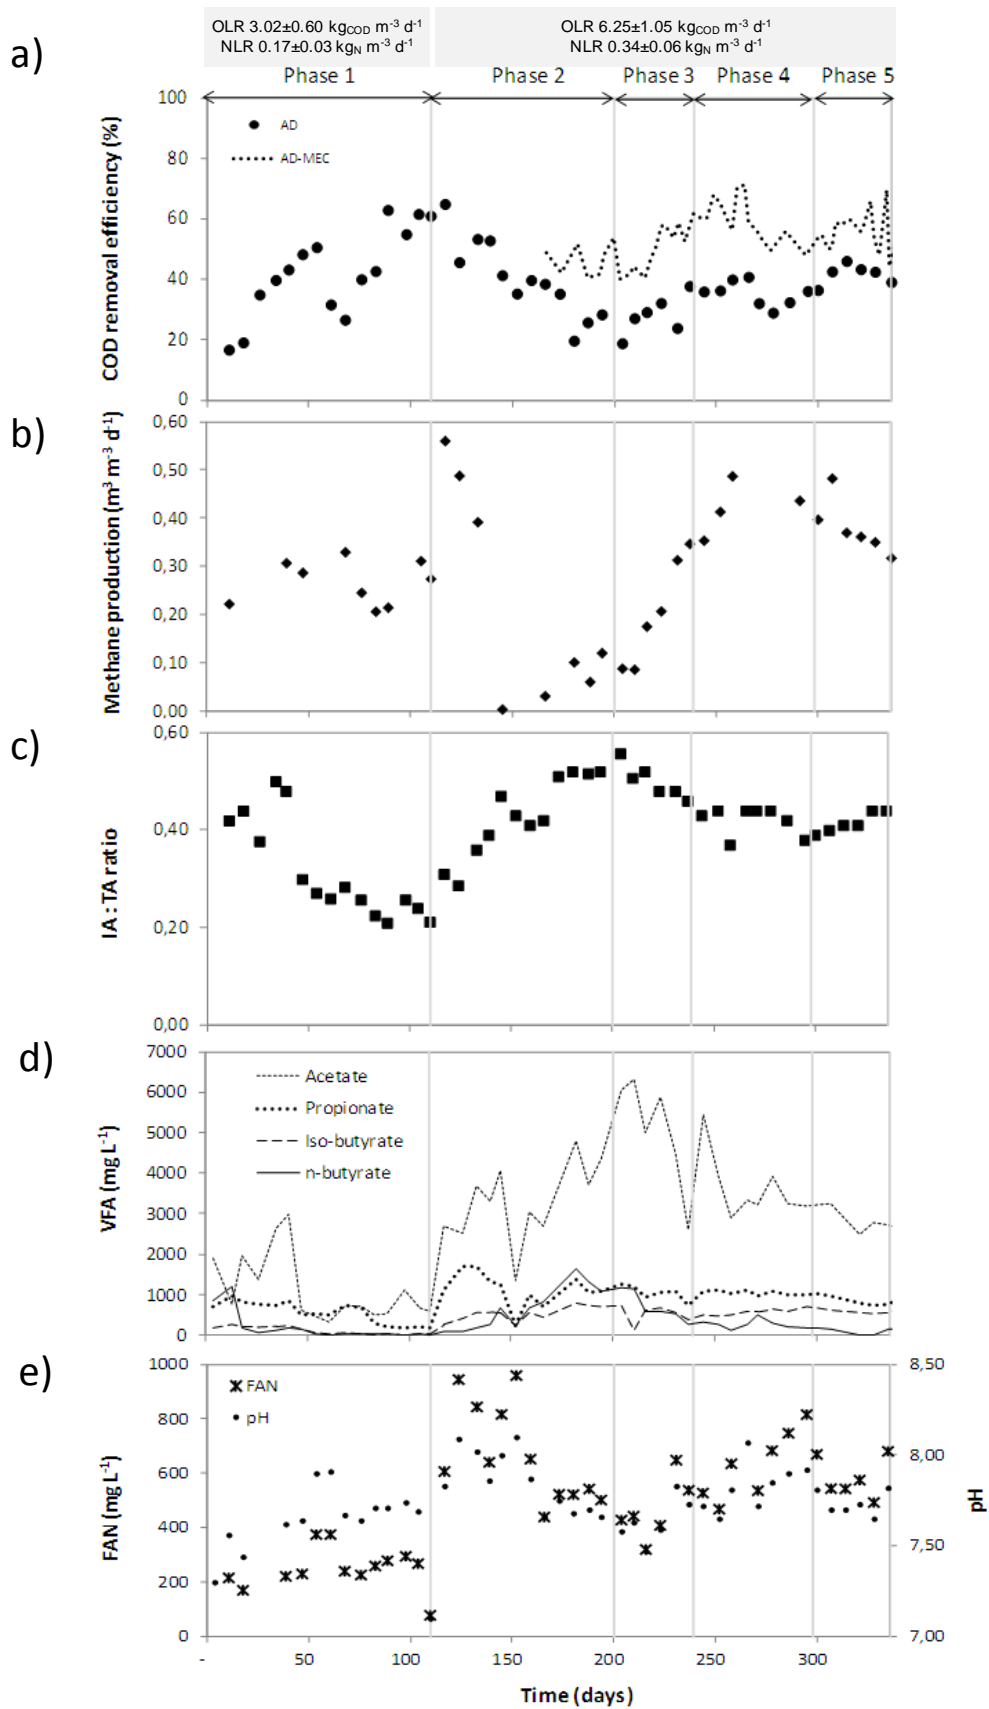 OLR 3.02±0.60 kgCOD m-3 d-1
NLR 0.17±0.03 kgN m-3 d-1
OLR 6.25±1.05 kgCOD m-3 d-1
NLR 0.34±0.06 kgN m-3 d-1
a)
Phase 1
Phase 2
Phase 3
Phase 4
Phase 5
COD removal efficiency (%)
100
80
60
40
20
0
AD
AD-MEC
b)
Methane production (m³ m-3 d-1)
0,60
0,50
0,40
0,30
0,20
0,10
0,00
c)
IA : TA ratio
0,60
0,40
0,20
0,00
d)
VFA (mg L-1)
7000
6000
5000
4000
3000
2000
1000
0
Acetate
Propionate
Iso-butyrate
n-butyrate
e)
FAN (mg L-1)
1000
800
600
400
200
0
FAN
pH
8,50
8,00
7,50
7,00
pH
-
50
100
150
200
250
300
Time (days)